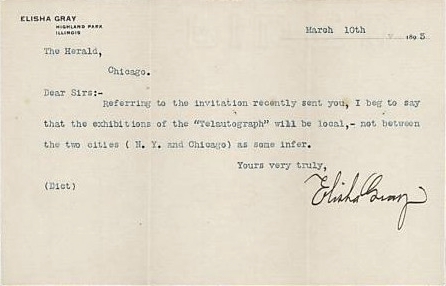 ELISHA GRAY
HIGHLAND PARK
ILLINOIS
March 10th 1893.
The Herald,
Chicago.
Dear Sirs:-
Referring to the invitation recently sent you, I beg to say
that the exhibitions of the "Telautograph" will be local,- not between
the two cities ( N. Y. and Chicago) as some infer.
Yours very truly,
(Dict)
Elisha Gray